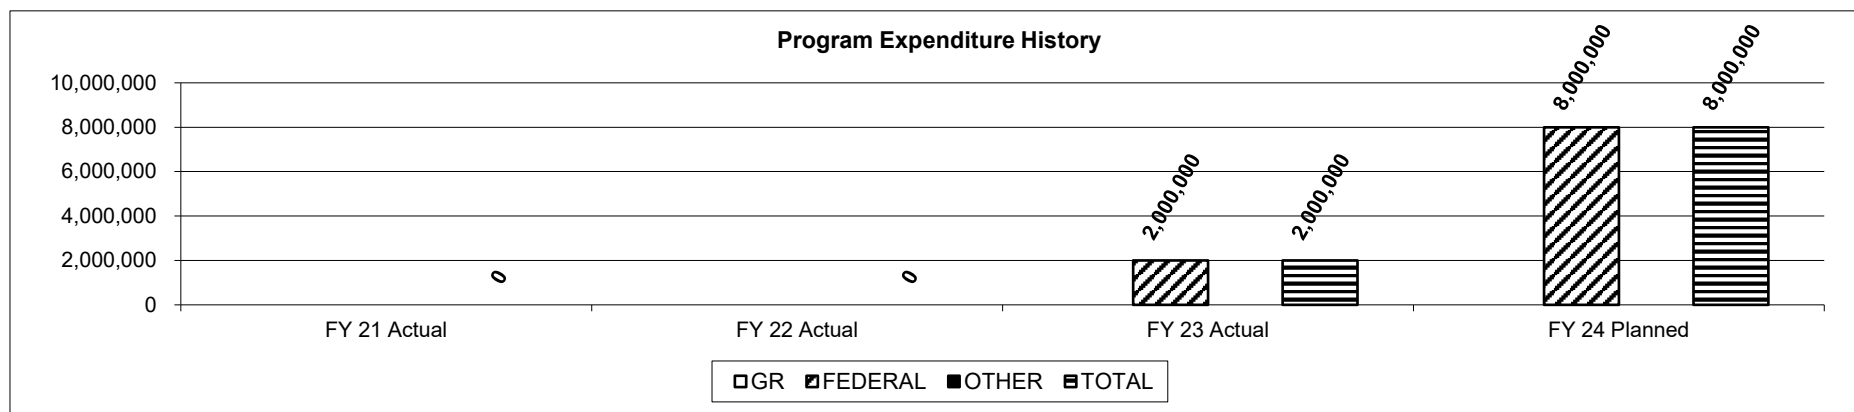 Program Expenditure History
10,000,000
8,000,000
6,000,000
4,000,000
2,000,000
0
0
0
2,000,000
2,000,000
8,000,000
8,000,000
FY 21 Actual
FY 22 Actual
FY 23 Actual
FY 24 Planned
GR FEDERAL OTHER TOTAL